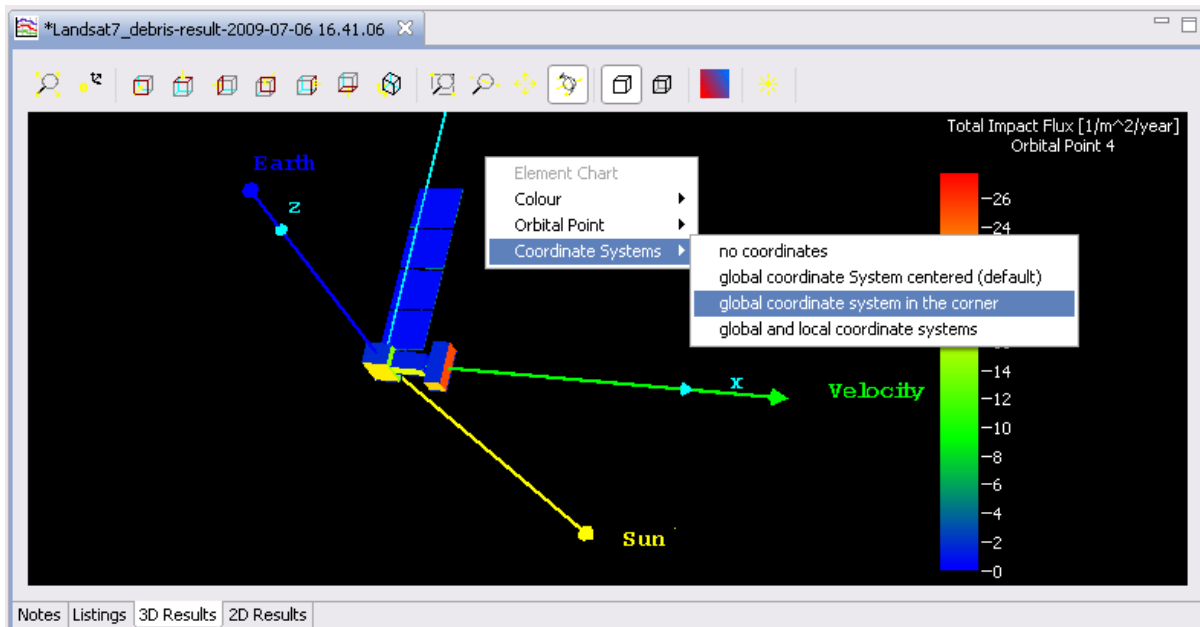 *Landsat7_debris-result-2009-07-06 16.41.06
Total Impact Flux [1/m^2/year]
Orbital Point 4
Earth
z
Element Chart
Colour
Orbital Point
Coordinate Systems
no coordinates
global coordinate System centered (default)
global coordinate system in the corner
global and local coordinate systems
x
Velocity
Sun
26
24
14
12
10
8
6
4
2
0
Notes
Listings
3D Results
2D Results